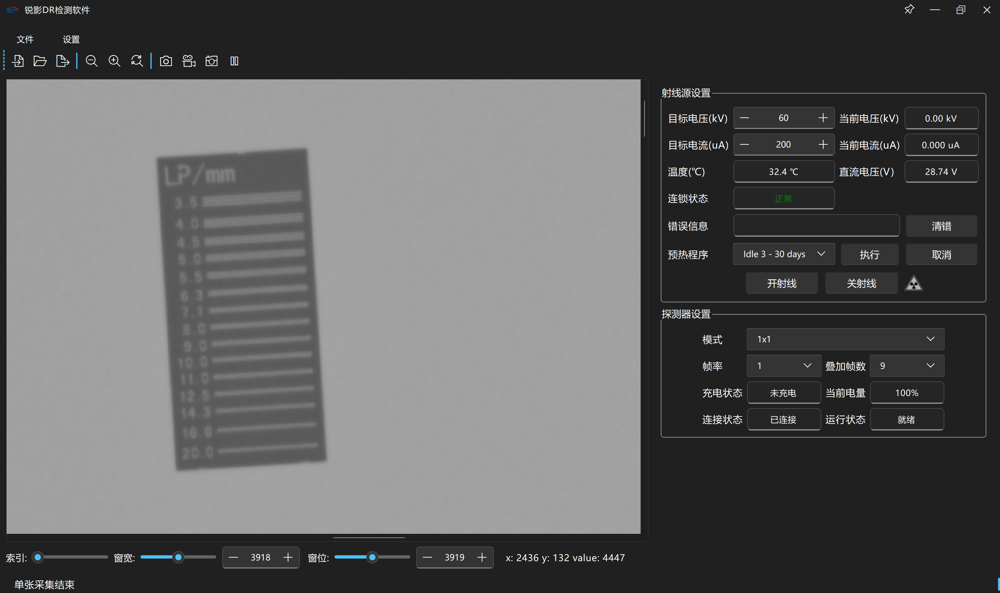 Rayim
锐影DR检测软件
文件 设置
LP/mm
3.5
4.0
4.5
5.0
5.5
6.3
7.1
8.0
9.0
10.0
11.0
12.5
14.3
16.6
20.0
射线源设置
目标电压(kV) 60 当前电压(kV) 0.00 kV
目标电流(uA) 200 当前电流(uA) 0.000 uA
温度(℃) 32.4 ℃ 直流电压(V) 28.74 V
连锁状态 正常
错误信息 清错
预热程序 Idle 3 - 30 days 执行 取消
开射线 关射线
探测器设置
模式 1x1
帧率 1 叠加帧数 9
充电状态 未充电 当前电量 100%
连接状态 已连接 运行状态 就绪
索引: 窗宽: 3918 窗位: 3919 x: 2436 y: 132 value: 4447
单张采集结束